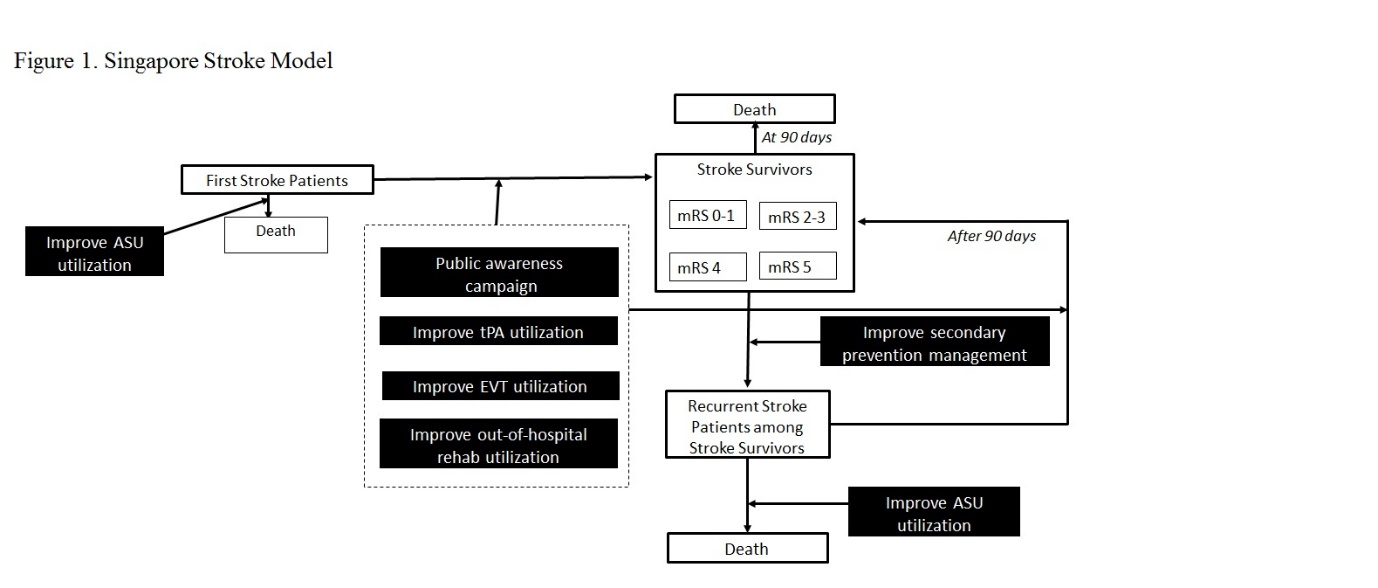 Figure 1. Singapore Stroke Model
Death
At 90 days
First Stroke Patients
Stroke Survivors
mRS 0-1
mRS 2-3
mRS 4
mRS 5
Death
Improve ASU
utilization
After 90 days
Public awareness
campaign
Improve tPA utilization
Improve EVT utilization
Improve out-of-hospital
rehab utilization
Improve secondary
prevention management
Recurrent Stroke
Patients among
Stroke Survivors
Improve ASU
utilization
Death